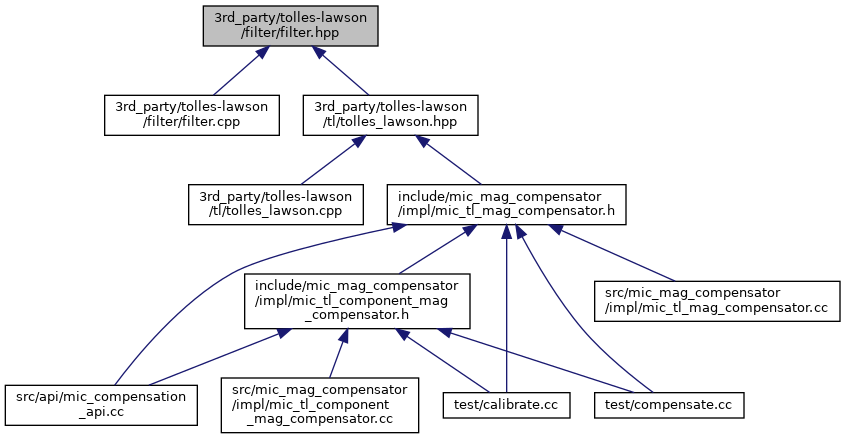 3rd_party/tolles-lawson
/filter/filter.hpp
3rd_party/tolles-lawson
/filter/filter.cpp
3rd_party/tolles-lawson
/tl/tolles_lawson.hpp
3rd_party/tolles-lawson
/tl/tolles_lawson.cpp
include/mic_mag_compensator
/impl/mic_tl_mag_compensator.h
include/mic_mag_compensator
/impl/mic_tl_component_mag
_compensator.h
src/mic_mag_compensator
/impl/mic_tl_mag_compensator.cc
src/api/mic_compensation
_api.cc
src/mic_mag_compensator
/impl/mic_tl_component
_mag_compensator.cc
test/calibrate.cc
test/compensate.cc